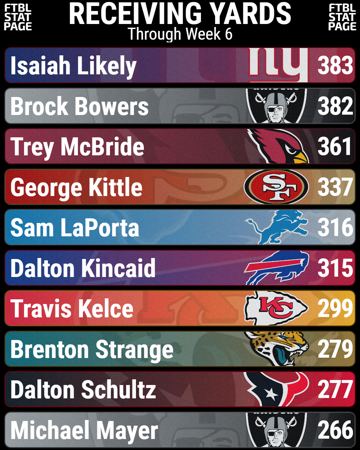 FTBL
STAT
PAGE
RECEIVING YARDS
Through Week 6
FTBL
STAT
PAGE
Isaiah Likely ny 383
Brock Bowers RAIDERS 382
Trey McBride 361
George Kittle SF 337
Sam LaPorta 316
Dalton Kincaid 315
Travis Kelce KC 299
Brenton Strange 279
Dalton Schultz 277
Michael Mayer RAIDERS 266